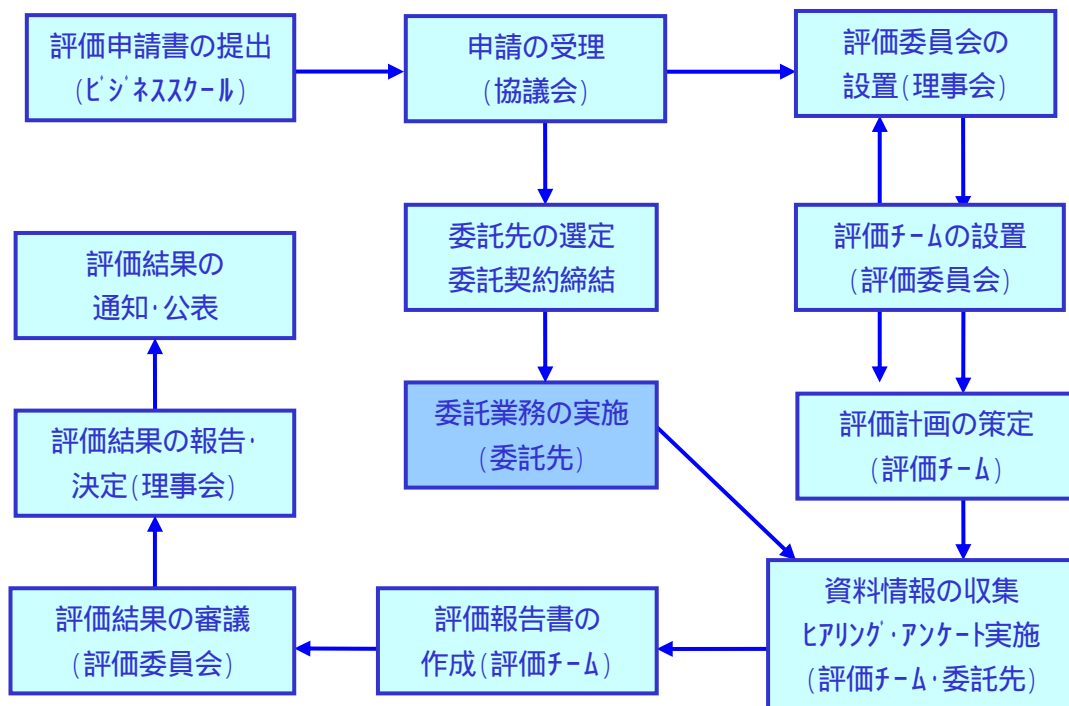 評価申請書の提出
(ﾋﾞｼﾞﾈｽｽｸｰﾙ)
申請の受理
(協議会)
評価委員会の
設置(理事会)
委託先の選定
委託契約締結
評価ﾁｰﾑの設置
(評価委員会)
評価結果の
通知･公表
委託業務の実施
(委託先)
評価計画の策定
(評価ﾁｰﾑ)
評価結果の報告･
決定(理事会)
評価結果の審議
(評価委員会)
評価報告書の
作成(評価ﾁｰﾑ)
資料情報の収集
ﾋｱﾘﾝｸﾞ･ｱﾝｹｰﾄ実施
(評価ﾁｰﾑ･委託先)